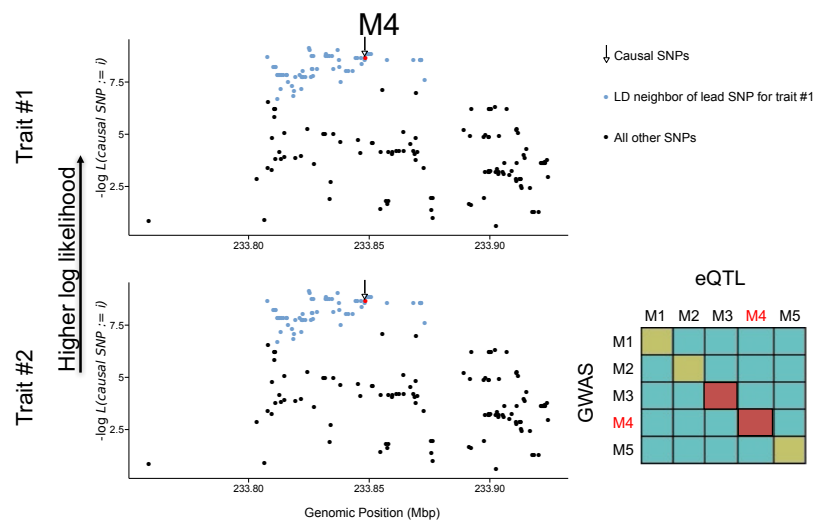 M4
Trait #1
-log L(causal SNP := i)
7.5
5
2.5
233.80
233.85
233.90
Causal SNPs
LD neighbor of lead SNP for trait #1
All other SNPs
Higher log likelihood
Trait #2
-log L(causal SNP := i)
7.5
5
2.5
233.80
233.85
233.90
Genomic Position (Mbp)
eQTL
M1 M2 M3 M4 M5
GWAS
M1
M2
M3
M4
M5